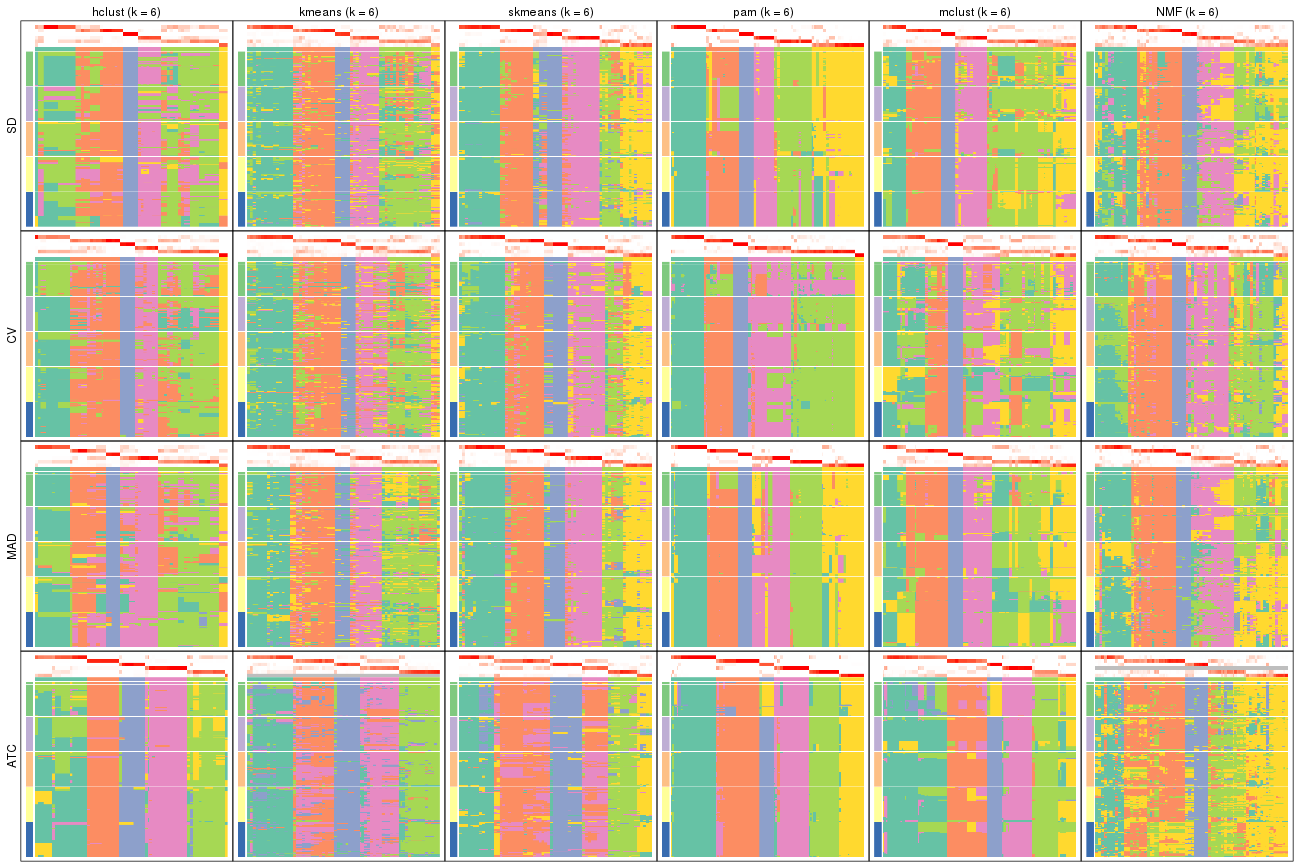 hclust (k = 6)
kmeans (k = 6)
skmeans (k = 6)
pam (k = 6)
mclust (k = 6)
NMF (k = 6)
SD
CV
MAD
ATC